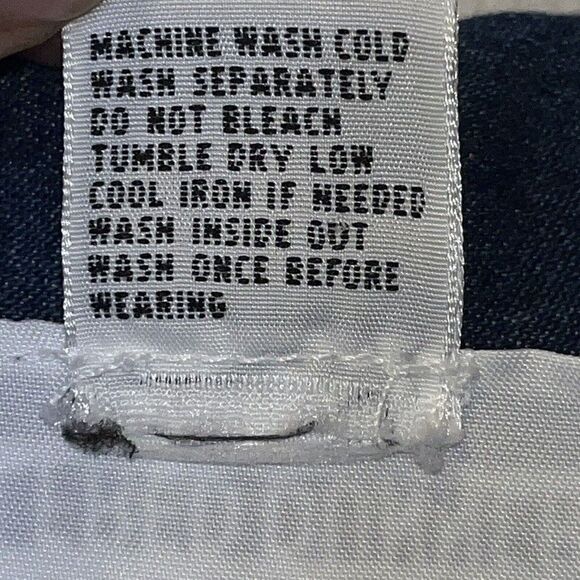 MACHINE WASH COLD
WASH SEPARATELY
DO NOT BLEACH
TUMBLE DRY LOW
COOL IRON IF NEEDED
WASH INSIDE OUT
WASH ONCE BEFORE
WEARING